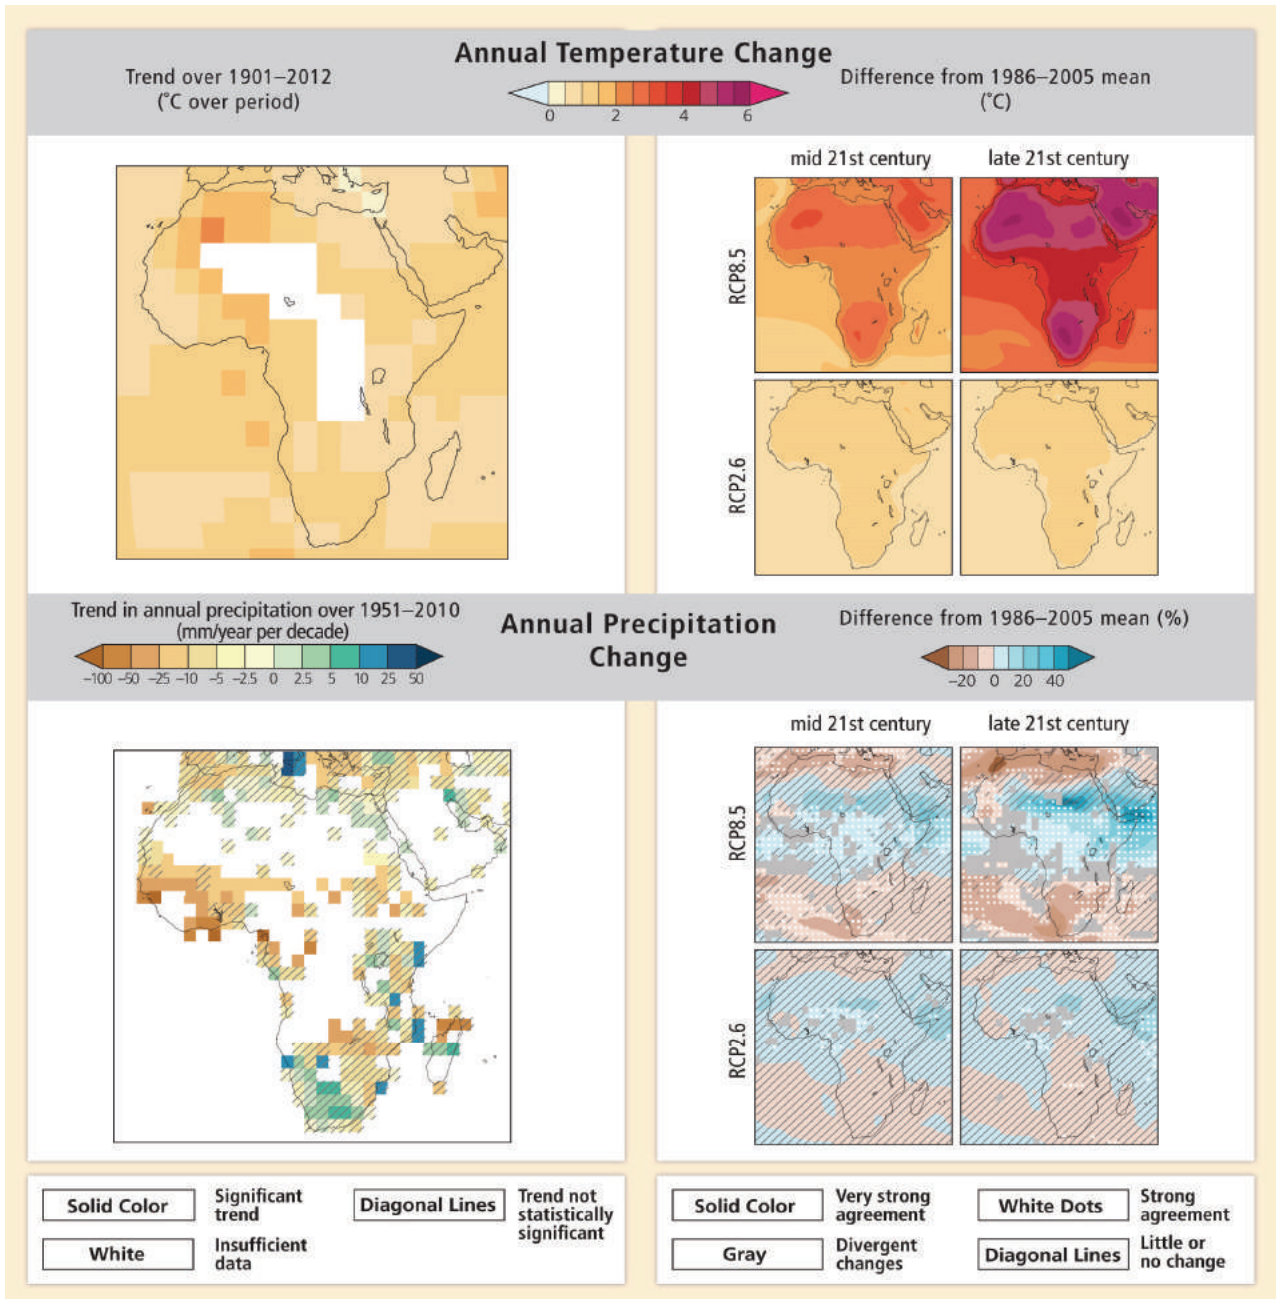 Annual Temperature Change
Trend over 1901–2012
(˚C over period)
0 2 4 6
Difference from 1986–2005 mean
(˚C)
mid 21st century
late 21st century
RCP8.5
RCP2.6
Trend in annual precipitation over 1951–2010
(mm/year per decade)
–100 –50 –25 –10 –5 –2.5 0 2.5 5 10 25 50
Annual Precipitation
Change
Difference from 1986–2005 mean (%)
–20 0 20 40
mid 21st century
late 21st century
RCP8.5
RCP2.6
Solid Color
Significant
trend
Diagonal Lines
Trend not
statistically
significant
White
Insufficient
data
Solid Color
Very strong
agreement
White Dots
Strong
agreement
Gray
Divergent
changes
Diagonal Lines
Little or
no change